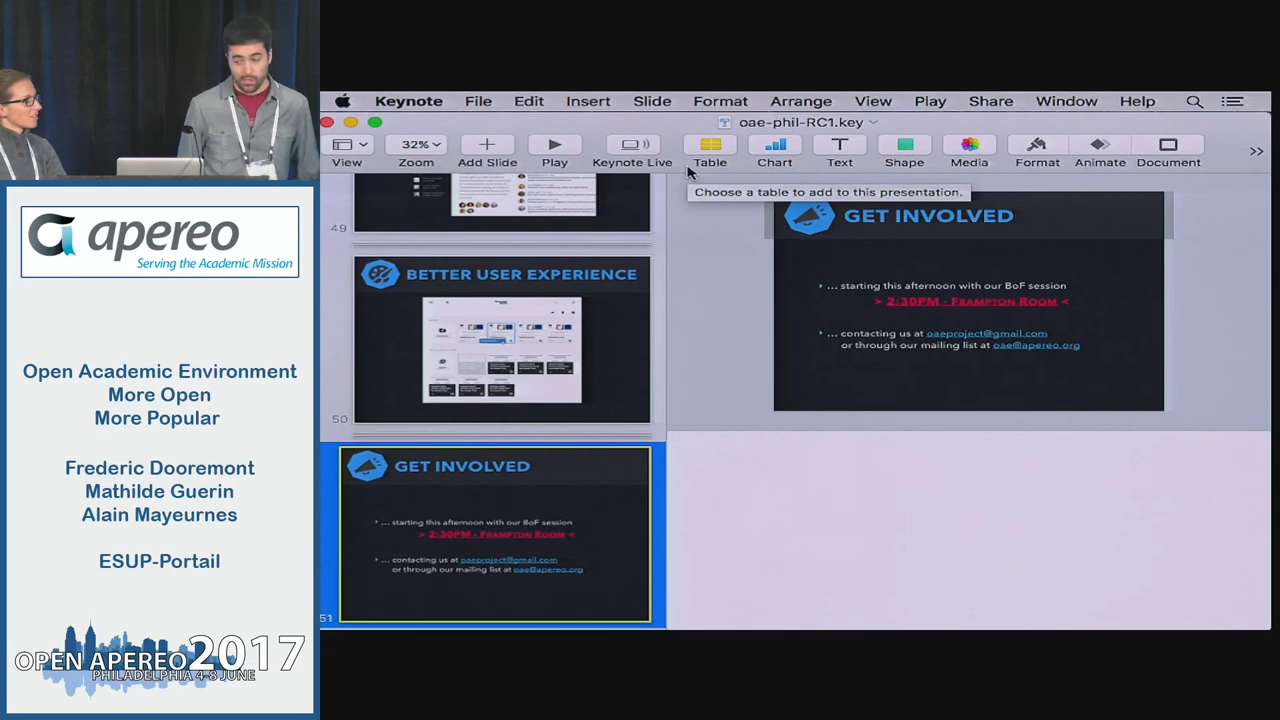 apereo
Serving the Academic Mission
Open Academic Environment
More Open
More Popular
Frederic Dooremont
Mathilde Guerin
Alain Mayeurnes
ESUP-Portail
OPEN APEREO 2017
PHILADELPHIA 4-8 JUNE
Keynote File Edit Insert Slide Format Arrange View Play Share Window Help
oae-phil-RC1.key
32%
View Zoom Add Slide Play Keynote Live Table Chart Text Shape Media Format Animate Document
Choose a table to add to this presentation.
49
BETTER USER EXPERIENCE
50
GET INVOLVED
... starting this afternoon with our BoF session
> 2:30PM - Frampton Room <
... contacting us at oaeproject@gmail.com
or through our mailing list at oae@apereo.org
51
GET INVOLVED
... starting this afternoon with our BoF session
> 2:30PM - Frampton Room <
... contacting us at oaeproject@gmail.com
or through our mailing list at oae@apereo.org